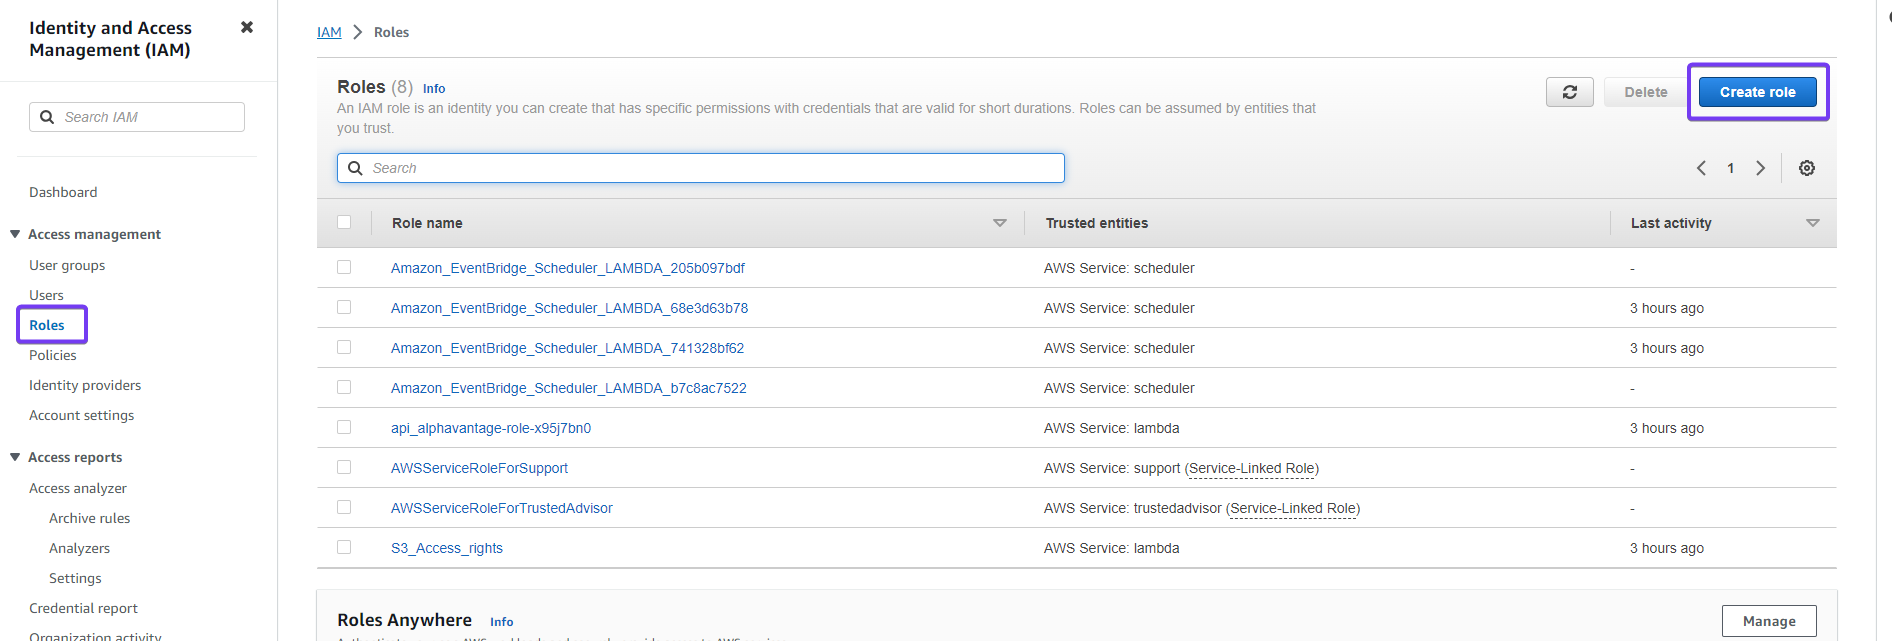 Identity and Access
Management (IAM)
Search IAM
Dashboard
Access management
User groups
Users
Roles
Policies
Identity providers
Account settings
Access reports
Access analyzer
Archive rules
Analyzers
Settings
Credential report
Organization activity
IAM > Roles
Roles (8) Info
An IAM role is an identity you can create that has specific permissions with credentials that are valid for short durations. Roles can be assumed by entities that
you trust.
Delete
Create role
Search
1
Role name Trusted entities Last activity
Amazon_EventBridge_Scheduler_LAMBDA_205b097bdf AWS Service: scheduler -
Amazon_EventBridge_Scheduler_LAMBDA_68e3d63b78 AWS Service: scheduler 3 hours ago
Amazon_EventBridge_Scheduler_LAMBDA_741328bf62 AWS Service: scheduler 3 hours ago
Amazon_EventBridge_Scheduler_LAMBDA_b7c8ac7522 AWS Service: scheduler -
api_alphavantage-role-x95j7bn0 AWS Service: lambda 3 hours ago
AWSServiceRoleForSupport AWS Service: support (Service-Linked Role) -
AWSServiceRoleForTrustedAdvisor AWS Service: trustedadvisor (Service-Linked Role) -
S3_Access_rights AWS Service: lambda 3 hours ago
Roles Anywhere Info
Manage